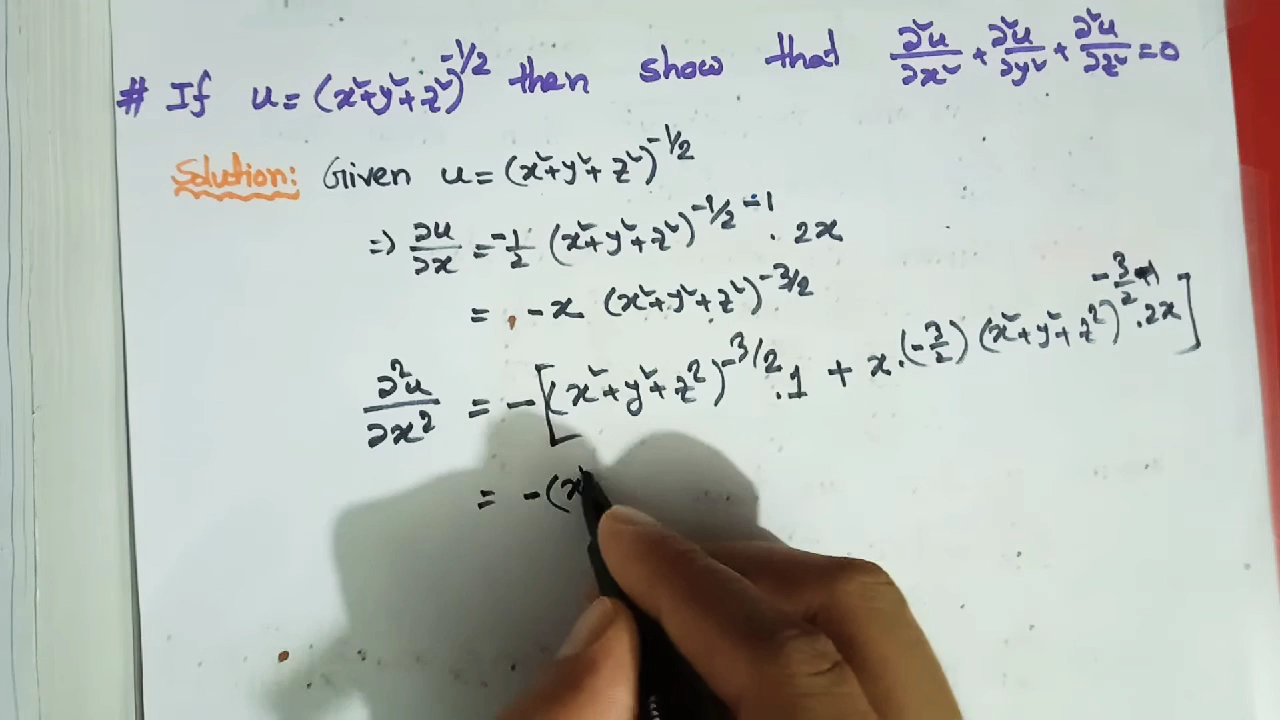 # If u = (x²+y²+z²)^-1/2 then show that ∂²u/∂x² + ∂²u/∂y² + ∂²u/∂z² = 0
Solution: Given u = (x²+y²+z²)^-1/2
=> ∂u/∂x = -1/2 (x²+y²+z²)^-1/2 -1 . 2x
= -x (x²+y²+z²)^-3/2
∂²u/∂x² = -[(x²+y²+z²)^-3/2 . 1 + x.(-3/2) (x²+y²+z²)^-3/2 -1 . 2x]
= -(x